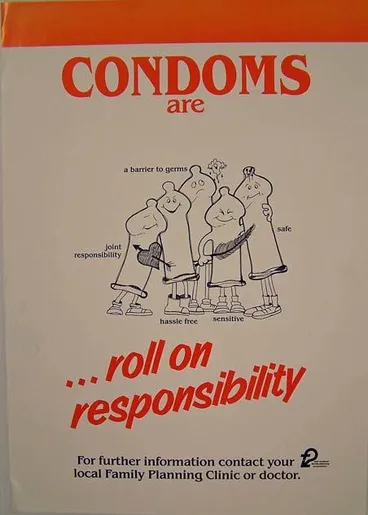 CONDOMS
are
a barrier to germs
safe
joint
responsibility
hassle free
sensitive
... roll on
responsibility
For further information contact your
local Family Planning Clinic or doctor.